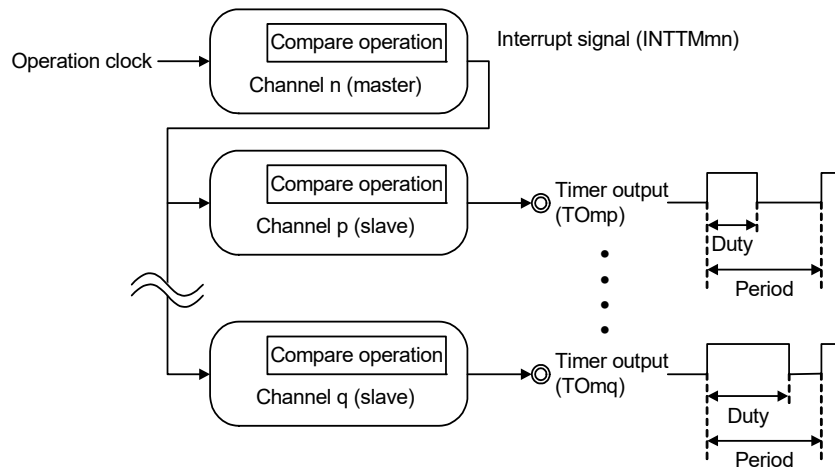 Compare operation
Interrupt signal (INTTMmn)
Operation clock
Channel n (master)
Compare operation
Channel p (slave)
Timer output
(TOmp)
Duty
Period
Compare operation
Channel q (slave)
Timer output
(TOmq)
Duty
Period